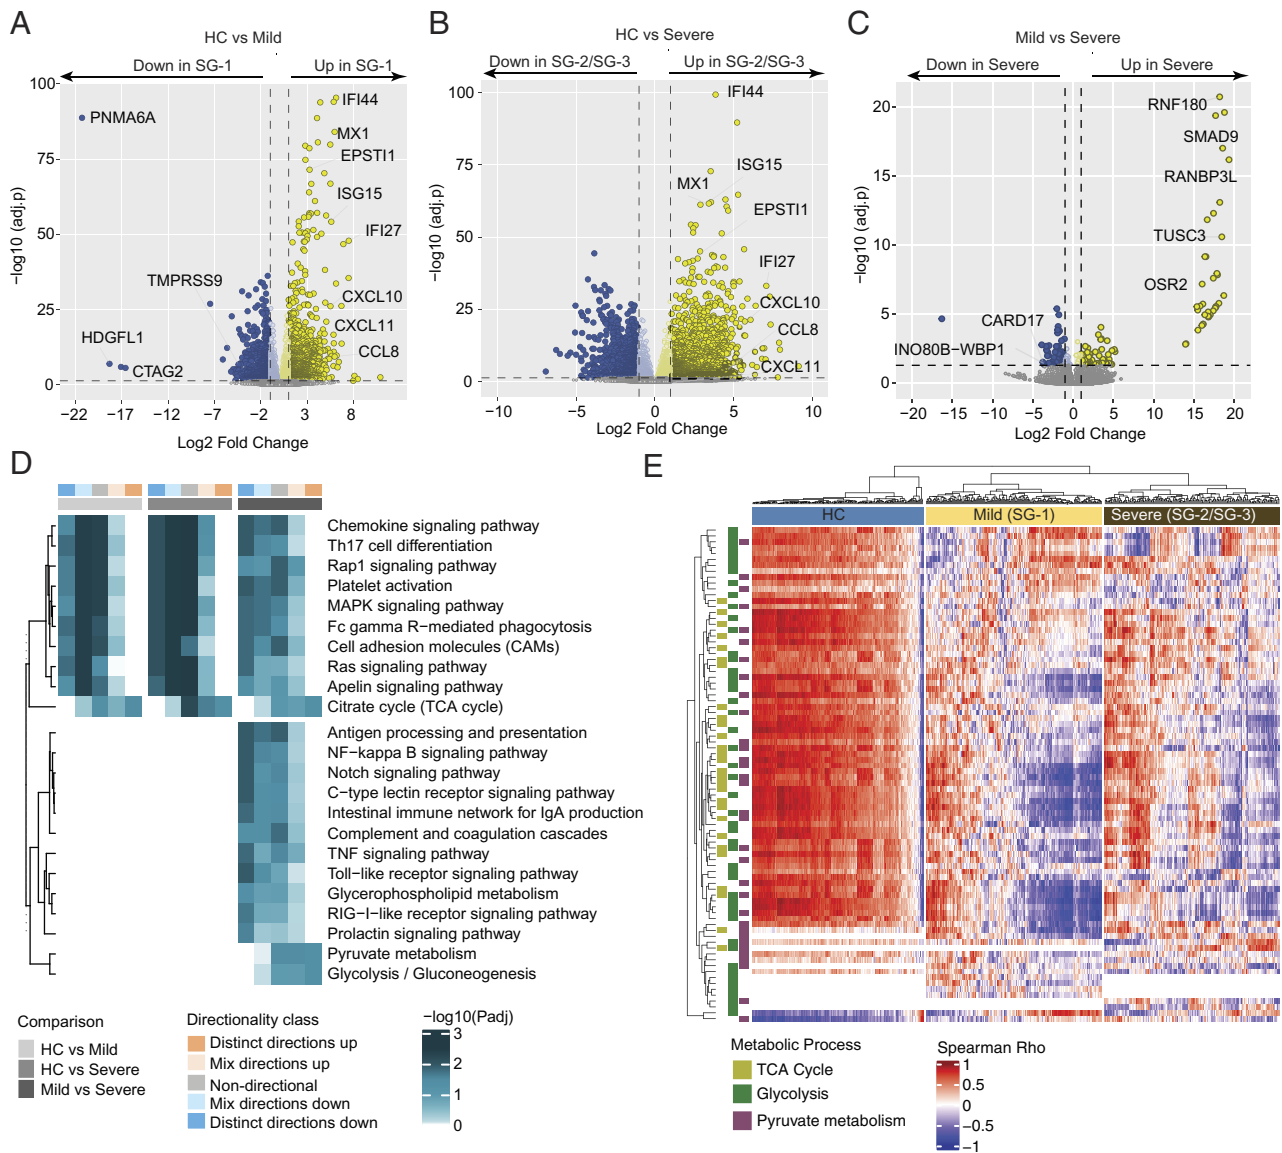 A
HC vs Mild
Down in SG-1
Up in SG-1
100
75
50
25
0
−log10 (adj.p)
PNMA6A
IFI44
MX1
EPSTI1
ISG15
IFI27
TMPRSS9
CXCL10
CXCL11
HDGFL1
CCL8
CTAG2
−22 −17 −12 −7 −2 3 8
Log2 Fold Change
B
HC vs Severe
Down in SG-2/SG-3
Up in SG-2/SG-3
100
75
50
25
0
−log10 (adj.p)
IFI44
ISG15
MX1
EPSTI1
IFI27
CXCL10
CCL8
CXCL11
−10 −5 0 5 10
Log2 Fold Change
C
Mild vs Severe
Down in Severe
Up in Severe
20
15
10
5
0
−log10 (adj.p)
RNF180
SMAD9
RANBP3L
TUSC3
OSR2
CARD17
INO80B−WBP1
−20 −15 −10 −5 0 5 10 15 20
Log2 Fold Change
D
Chemokine signaling pathway
Th17 cell differentiation
Rap1 signaling pathway
Platelet activation
MAPK signaling pathway
Fc gamma R−mediated phagocytosis
Cell adhesion molecules (CAMs)
Ras signaling pathway
Apelin signaling pathway
Citrate cycle (TCA cycle)
Antigen processing and presentation
NF−kappa B signaling pathway
Notch signaling pathway
C−type lectin receptor signaling pathway
Intestinal immune network for IgA production
Complement and coagulation cascades
TNF signaling pathway
Toll−like receptor signaling pathway
Glycerophospholipid metabolism
RIG−I−like receptor signaling pathway
Prolactin signaling pathway
Pyruvate metabolism
Glycolysis / Gluconeogenesis
Comparison
HC vs Mild
HC vs Severe
Mild vs Severe
Directionality class
Distinct directions up
Mix directions up
Non-directional
Mix directions down
Distinct directions down
−log10(Padj)
3
2
1
0
E
HC
Mild (SG-1)
Severe (SG-2/SG-3)
Metabolic Process
TCA Cycle
Glycolysis
Pyruvate metabolism
Spearman Rho
1
0.5
0
−0.5
−1